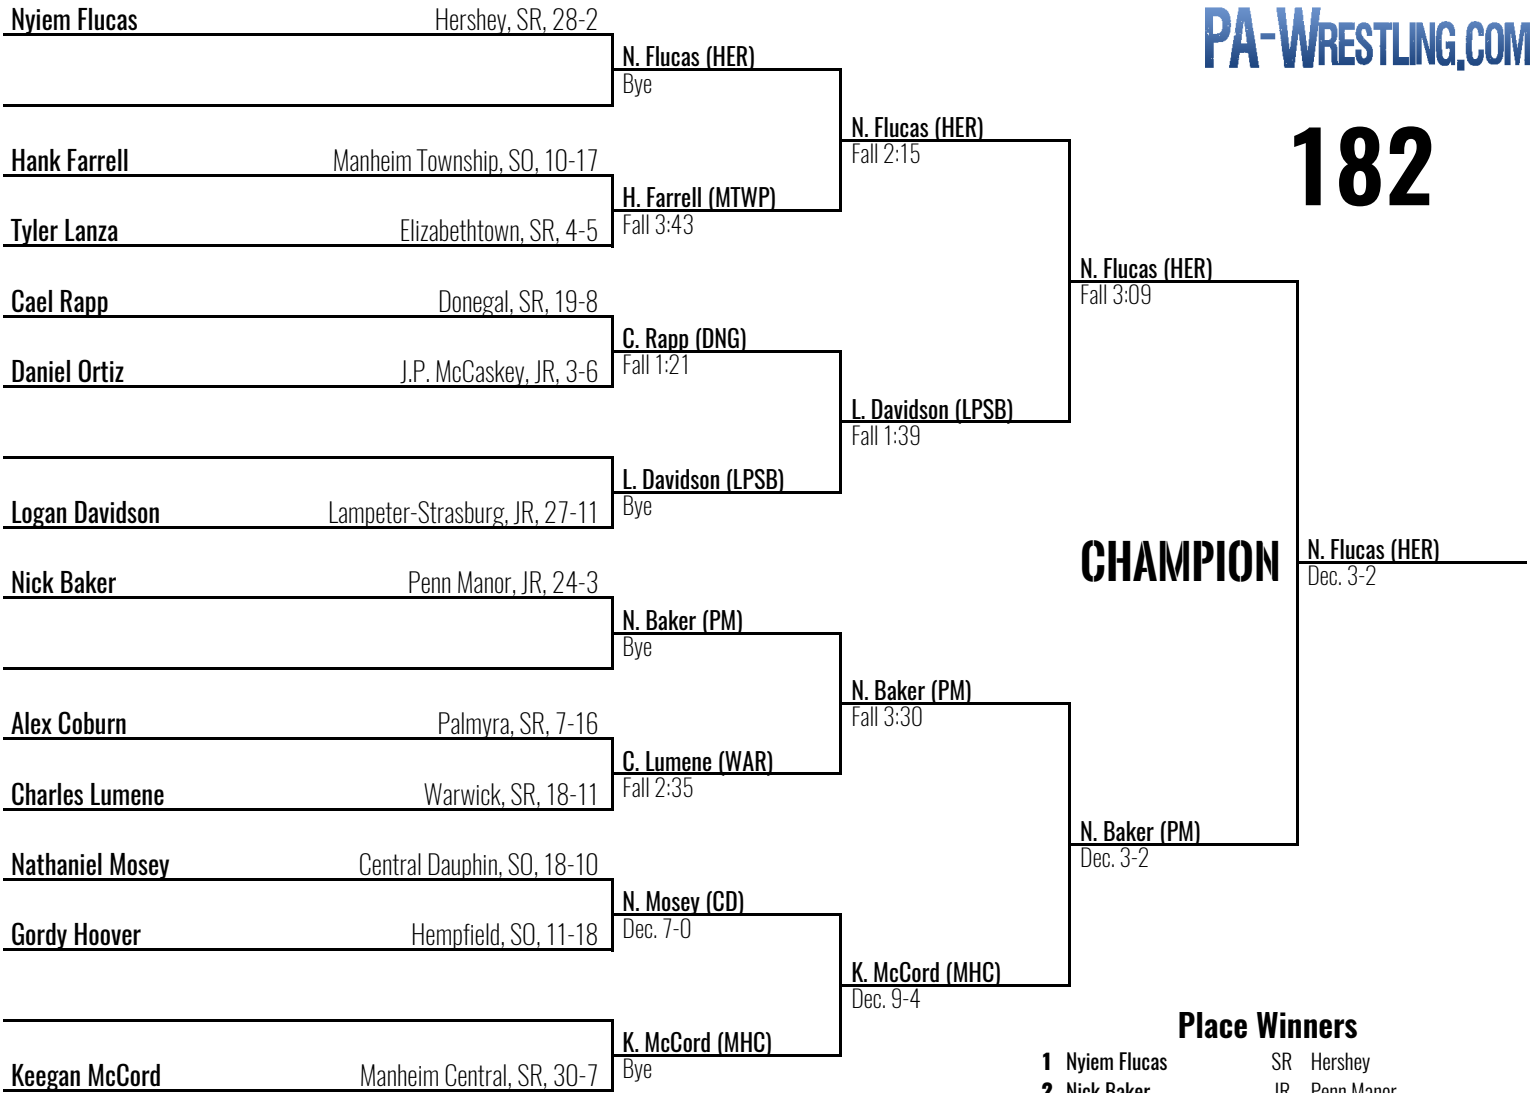 PA-WRESTLING.COM
182
Nyiem Flucas Hershey, SR, 28-2
N. Flucas (HER)
Bye
N. Flucas (HER)
Fall 2:15
Hank Farrell Manheim Township, SO, 10-17
H. Farrell (MTWP)
Fall 3:43
Tyler Lanza Elizabethtown, SR, 4-5
N. Flucas (HER)
Fall 3:09
Cael Rapp Donegal, SR, 19-8
C. Rapp (DNG)
Fall 1:21
Daniel Ortiz J.P. McCaskey, JR, 3-6
L. Davidson (LPSB)
Fall 1:39
L. Davidson (LPSB)
Bye
Logan Davidson Lampeter-Strasburg, JR, 27-11
CHAMPION
N. Flucas (HER)
Dec. 3-2
Nick Baker Penn Manor, JR, 24-3
N. Baker (PM)
Bye
N. Baker (PM)
Fall 3:30
Alex Coburn Palmyra, SR, 7-16
C. Lumene (WAR)
Fall 2:35
Charles Lumene Warwick, SR, 18-11
N. Baker (PM)
Dec. 3-2
Nathaniel Mosey Central Dauphin, SO, 18-10
N. Mosey (CD)
Dec. 7-0
Gordy Hoover Hempfield, SO, 11-18
K. McCord (MHC)
Dec. 9-4
K. McCord (MHC)
Bye
Keegan McCord Manheim Central, SR, 30-7
Place Winners
1 Nyiem Flucas SR Hershey
2 Nick Baker JR Penn Manor